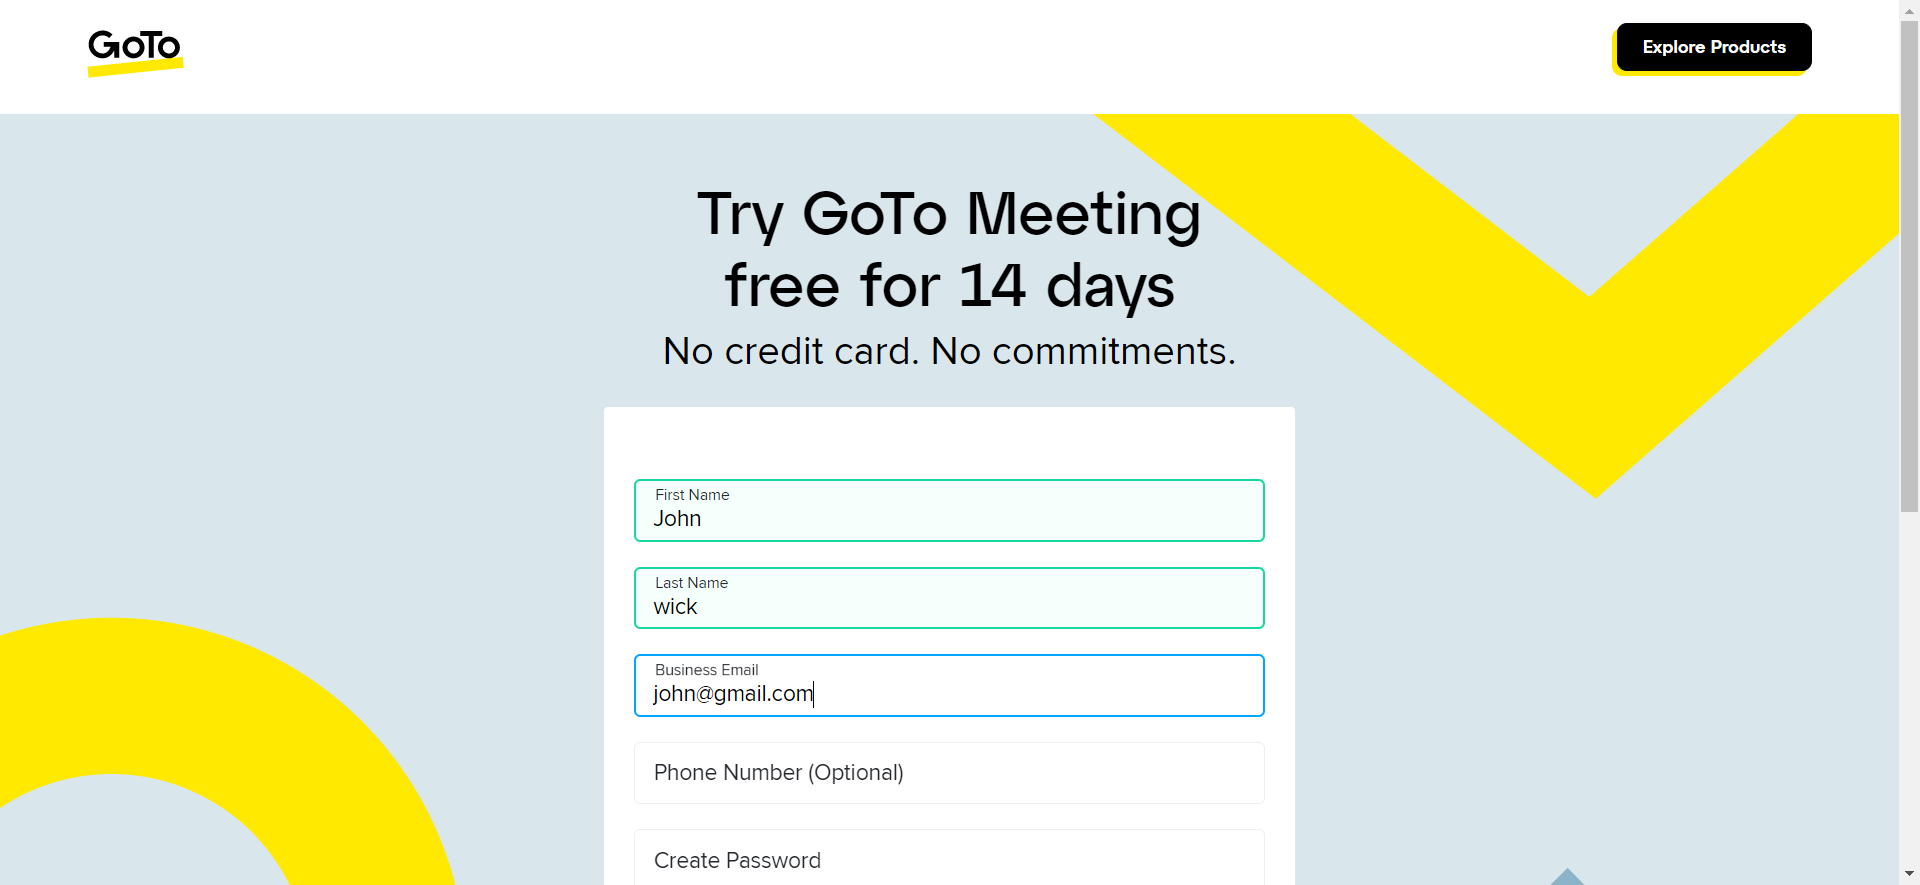 GoTo
Explore Products
Try GoTo Meeting
free for 14 days
No credit card. No commitments.
First Name
John
Last Name
wick
Business Email
john@gmail.com
Phone Number (Optional)
Create Password